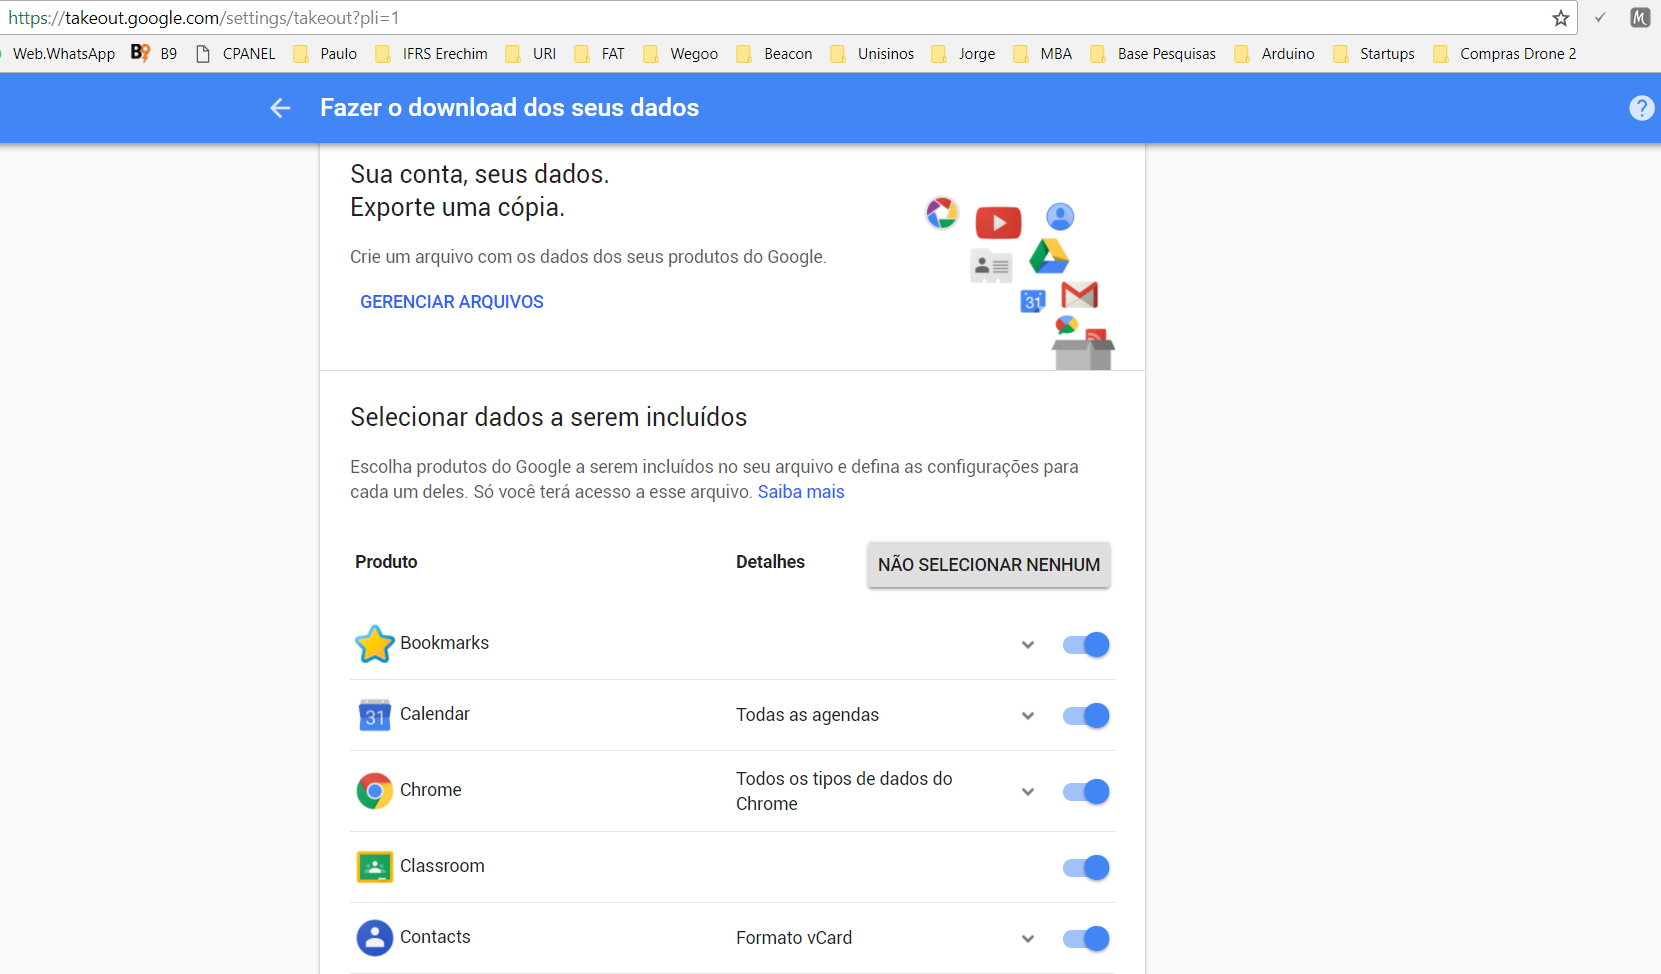 https://takeout.google.com/settings/takeout?pli=1
Web.WhatsApp B9 B9 CPANEL Paulo IFRS Erechim URI FAT Wegoo Beacon Unisinos Jorge MBA Base Pesquisas Arduino Startups Compras Drone 2
Fazer o download dos seus dados ?
Sua conta, seus dados.
Exporte uma cópia.
Crie um arquivo com os dados dos seus produtos do Google.
GERENCIAR ARQUIVOS
31
Selecionar dados a serem incluídos
Escolha produtos do Google a serem incluídos no seu arquivo e defina as configurações para
cada um deles. Só você terá acesso a esse arquivo. Saiba mais
Produto Detalhes NÃO SELECIONAR NENHUM
Bookmarks
31 Calendar Todas as agendas
Chrome Todos os tipos de dados do
Chrome
Classroom
Contacts Formato vCard